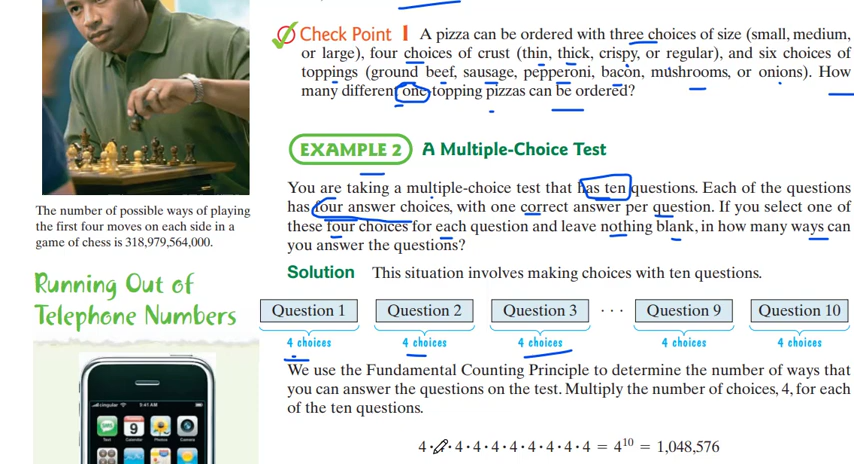 Check Point 1 A pizza can be ordered with three choices of size (small, medium,
or large), four choices of crust (thin, thick, crispy, or regular), and six choices of
toppings (ground beef, sausage, pepperoni, bacon, mushrooms, or onions). How
many different one-topping pizzas can be ordered?
EXAMPLE 2 A Multiple-Choice Test
You are taking a multiple-choice test that has ten questions. Each of the questions
has four answer choices, with one correct answer per question. If you select one of
these four choices for each question and leave nothing blank, in how many ways can
you answer the questions?
Solution This situation involves making choices with ten questions.
Question 1 Question 2 Question 3 · · · Question 9 Question 10
4 choices 4 choices 4 choices 4 choices 4 choices
We use the Fundamental Counting Principle to determine the number of ways that
you can answer the questions on the test. Multiply the number of choices, 4, for each
of the ten questions.
4 · 4 · 4 · 4 · 4 · 4 · 4 · 4 · 4 · 4 = 4¹⁰ = 1,048,576
The number of possible ways of playing
the first four moves on each side in a
game of chess is 318,979,564,000.
Running Out of
Telephone Numbers